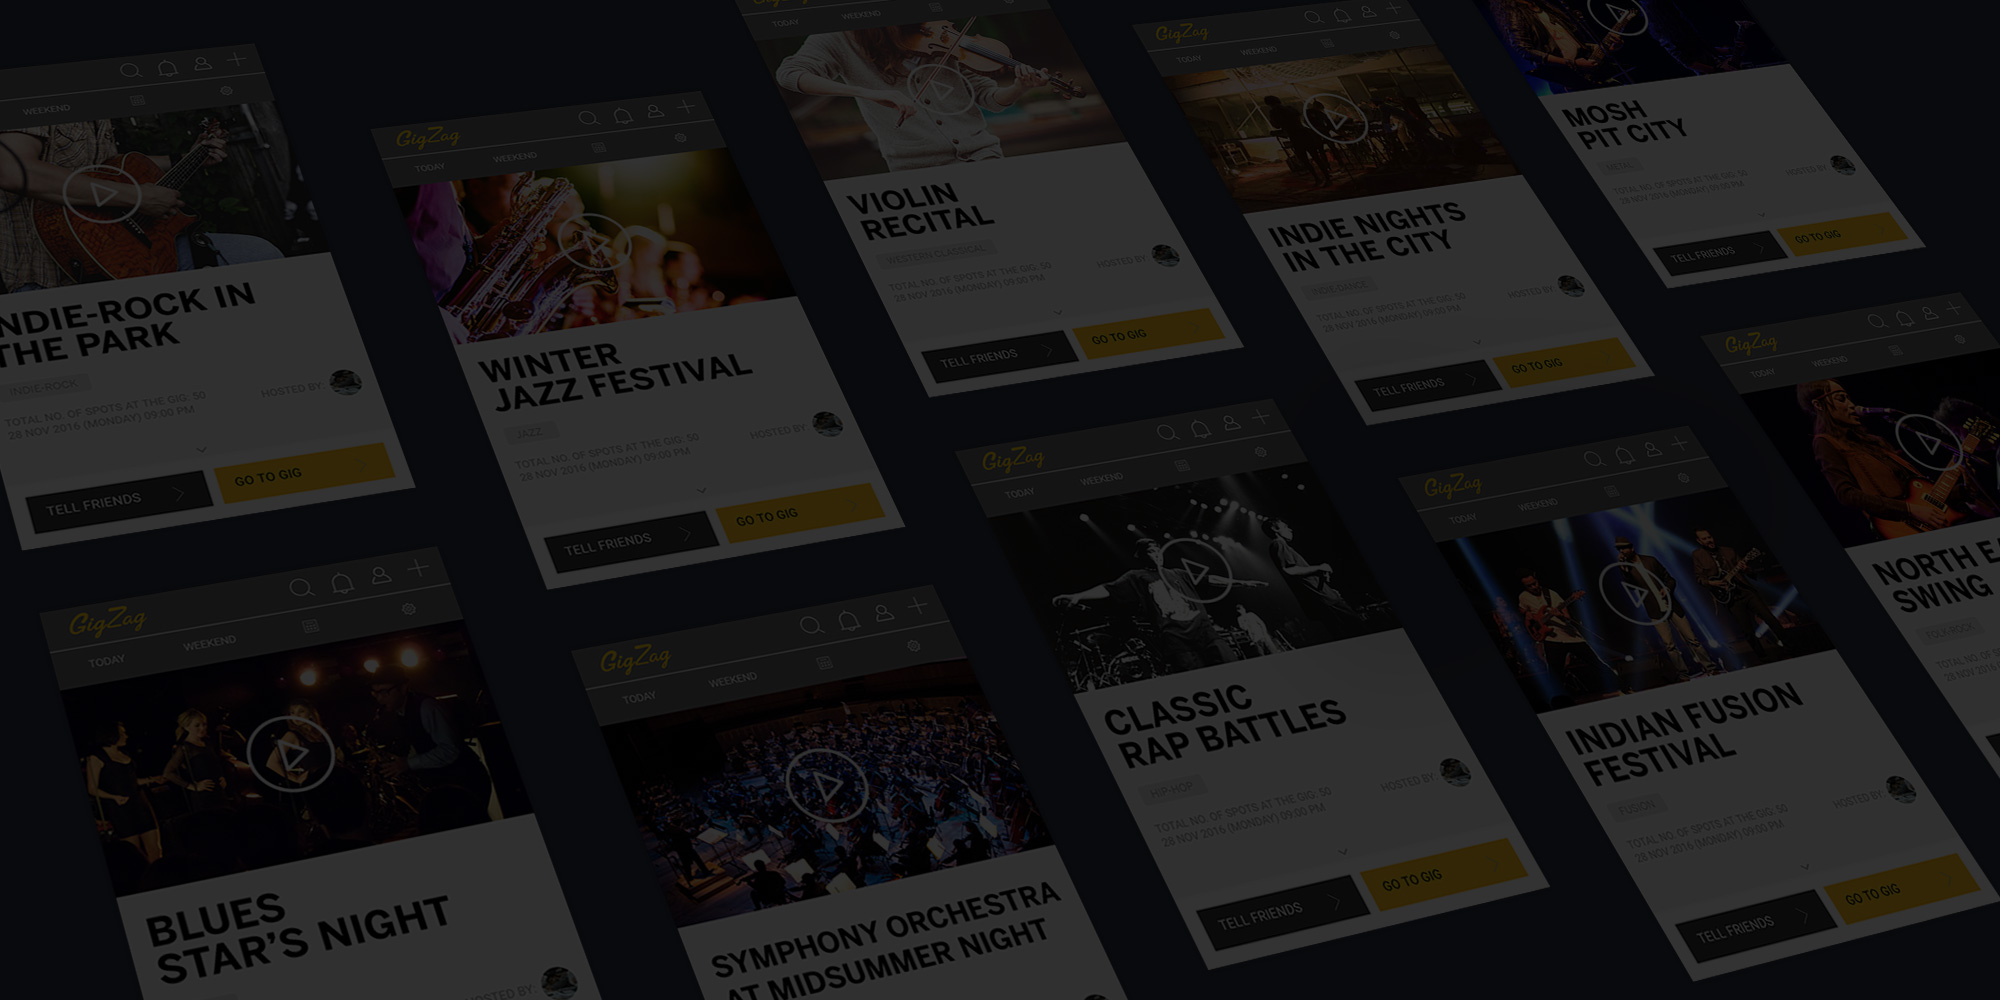 WEEKEND
INDIE-ROCK IN
THE PARK
INDIE-ROCK
TOTAL NO. OF SPOTS AT THE GIG: 50
28 NOV 2016 (MONDAY) 09:00 PM
HOSTED BY:
TELL FRIENDS
GO TO GIG
GigZag
TODAY
WEEKEND
WINTER
JAZZ FESTIVAL
JAZZ
TOTAL NO. OF SPOTS AT THE GIG: 50
28 NOV 2016 (MONDAY) 09:00 PM
HOSTED BY:
TELL FRIENDS
GO TO GIG
TODAY
WEEKEND
VIOLIN
RECITAL
WESTERN CLASSICAL
TOTAL NO. OF SPOTS AT THE GIG: 50
28 NOV 2016 (MONDAY) 09:00 PM
HOSTED BY:
TELL FRIENDS
GO TO GIG
GigZag
TODAY
WEEKEND
INDIE NIGHTS
IN THE CITY
INDIE-DANCE
TOTAL NO. OF SPOTS AT THE GIG: 50
28 NOV 2016 (MONDAY) 09:00 PM
HOSTED BY:
TELL FRIENDS
GO TO GIG
MOSH
PIT CITY
METAL
TOTAL NO. OF SPOTS AT THE GIG: 50
28 NOV 2016 (MONDAY) 09:00 PM
HOSTED BY:
TELL FRIENDS
GO TO GIG
GigZag
TODAY
WEEKEND
BLUES
STAR'S NIGHT
HOSTED BY:
GigZag
TODAY
WEEKEND
SYMPHONY ORCHESTRA
AT MIDSUMMER NIGHT
GigZag
TODAY
WEEKEND
CLASSIC
RAP BATTLES
HIP-HOP
TOTAL NO. OF SPOTS AT THE GIG: 50
28 NOV 2016 (MONDAY) 09:00 PM
HOSTED BY:
TELL FRIENDS
GO TO GIG
GigZag
TODAY
WEEKEND
INDIAN FUSION
FESTIVAL
FUSION
TOTAL NO. OF SPOTS AT THE GIG: 50
28 NOV 2016 (MONDAY) 09:00 PM
HOSTED BY:
TELL FRIENDS
GO TO GIG
GigZag
TODAY
WEEKEND
NORTH
SWING
TOTAL NO. OF
28 NOV 2016